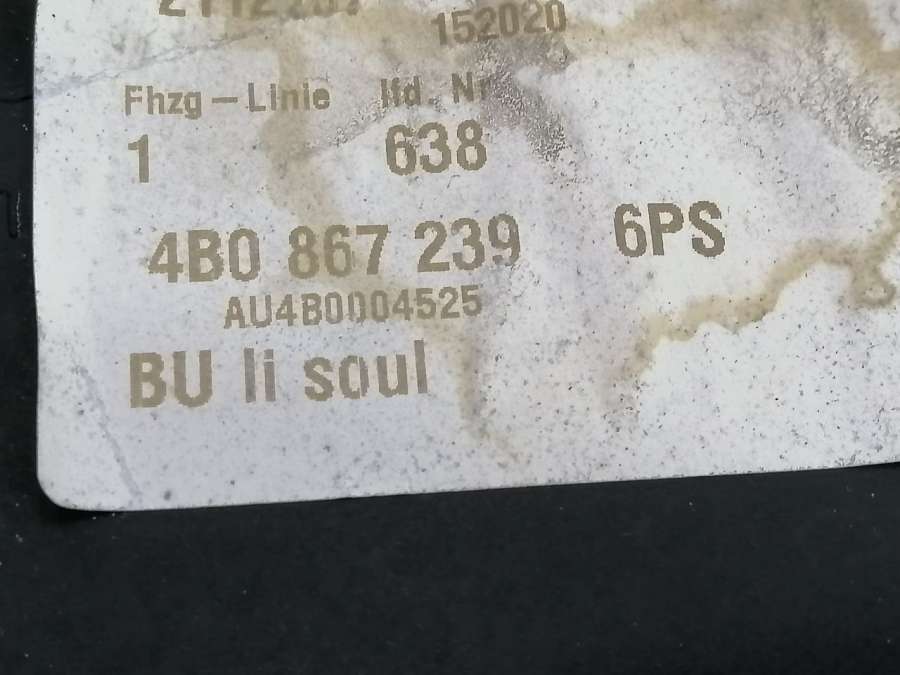 152020
Fhzg - Linie lfd. Nr
1 638
4B0 867 239 6PS
AU4B0004525
BU li soul